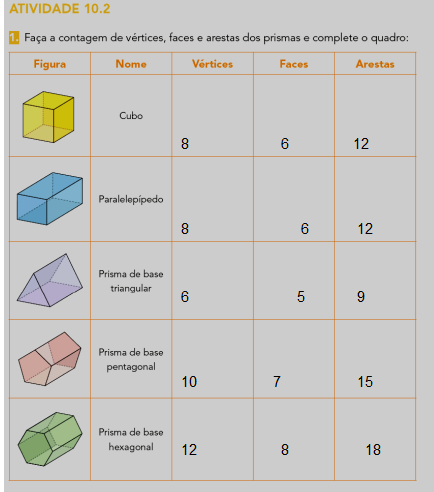 ATIVIDADE 10.2
1. Faça a contagem de vértices, faces e arestas dos prismas e complete o quadro:
Figura Nome Vértices Faces Arestas
Cubo
8 6 12
Paralelepípedo
8 6 12
Prisma de base
triangular
6 5 9
Prisma de base
pentagonal
10 7 15
Prisma de base
hexagonal
12 8 18